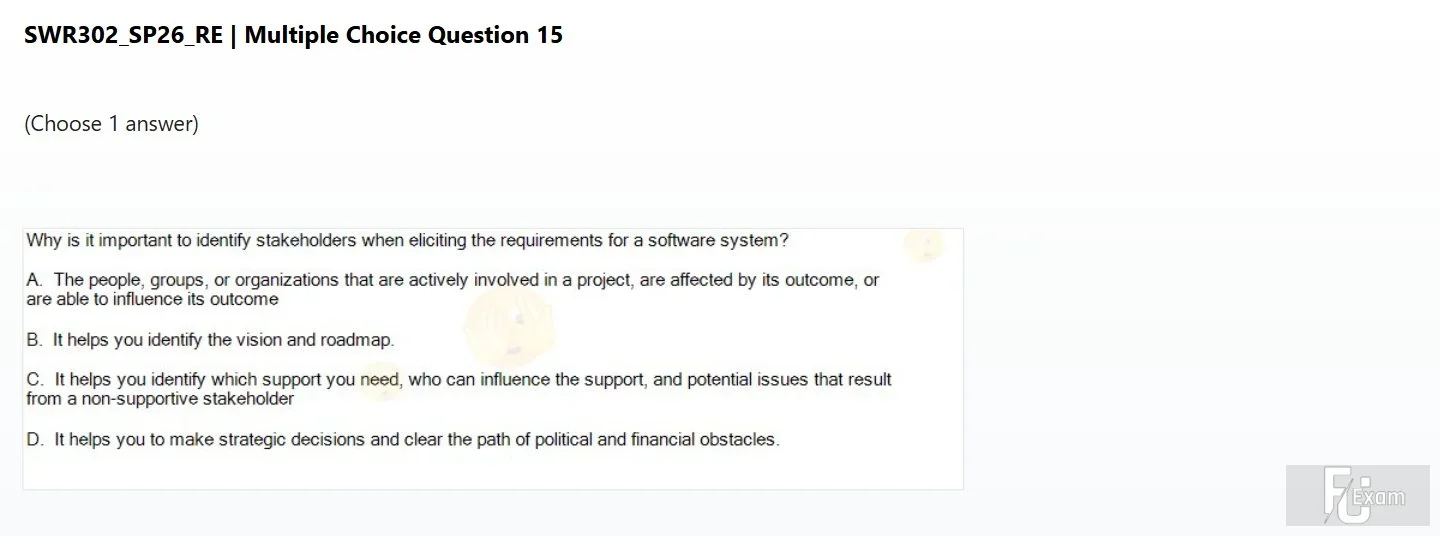 SWR302_SP26_RE | Multiple Choice Question 15
(Choose 1 answer)
Why is it important to identify stakeholders when eliciting the requirements for a software system?
A. The people, groups, or organizations that are actively involved in a project, are affected by its outcome, or
are able to influence its outcome
B. It helps you identify the vision and roadmap.
C. It helps you identify which support you need, who can influence the support, and potential issues that result
from a non-supportive stakeholder
D. It helps you to make strategic decisions and clear the path of political and financial obstacles.
FU Exam